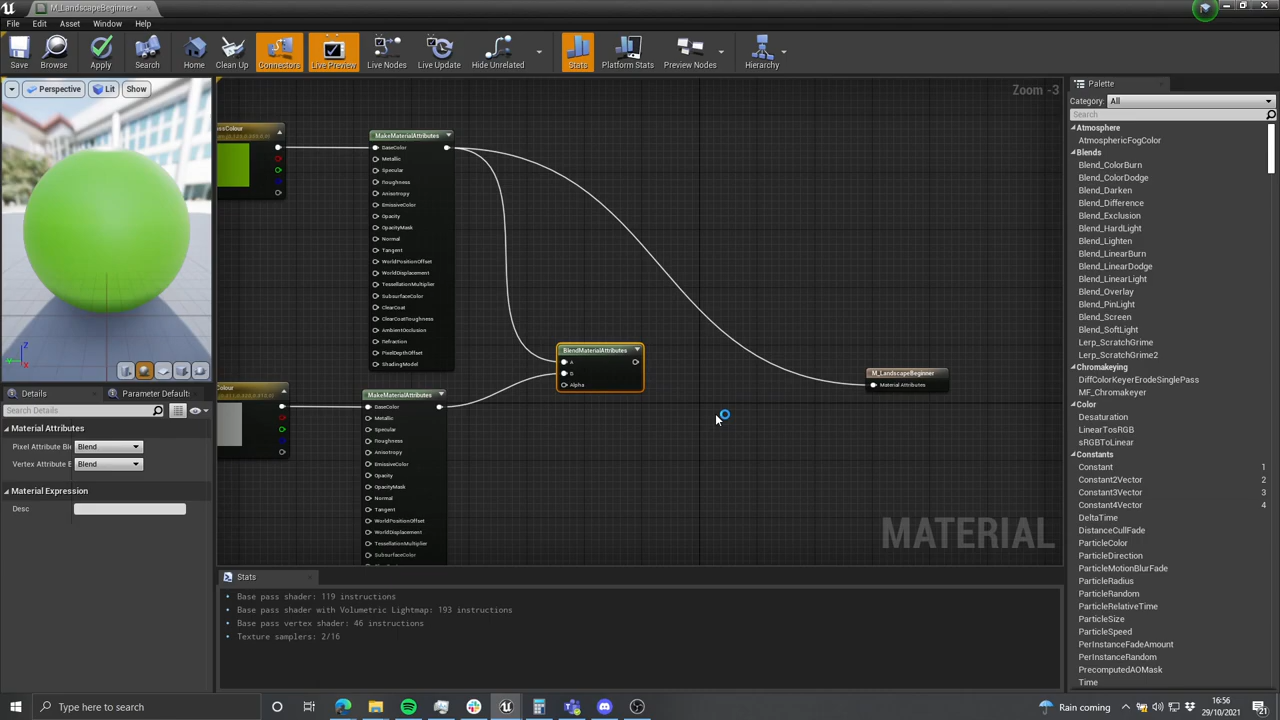 M_LandscapeBeginner*
File Edit Asset Window Help
Save Browse Apply Search Home Clean Up Connectors Live Preview Live Nodes Live Update Hide Unrelated Stats Platform Stats Preview Nodes Hierarchy
Perspective Lit Show
Zoom -3
ssColour
MakeMaterialAttributes
BaseColor
Metallic
Specular
Roughness
Anisotropy
EmissiveColor
Opacity
OpacityMask
Normal
Tangent
WorldPositionOffset
WorldDisplacement
TessellationMultiplier
SubsurfaceColor
ClearCoat
ClearCoatRoughness
AmbientOcclusion
Refraction
PixelDepthOffset
ShadingModel
Colour
MakeMaterialAttributes
BaseColor
Metallic
Specular
Roughness
Anisotropy
EmissiveColor
Opacity
OpacityMask
Normal
Tangent
WorldPositionOffset
WorldDisplacement
TessellationMultiplier
SubsurfaceColor
BlendMaterialAttributes
A
B
Alpha
M_LandscapeBeginner
Material Attributes
MATERIAL
Z
X
Details Parameter Default:
Search Details
Material Attributes
Pixel Attribute Ble Blend
Vertex Attribute B Blend
Material Expression
Desc
Stats
Base pass shader: 119 instructions
Base pass shader with Volumetric Lightmap: 193 instructions
Base pass vertex shader: 46 instructions
Texture samplers: 2/16
Palette
Category: All
Search
Atmosphere
AtmosphericFogColor
Blends
Blend_ColorBurn
Blend_ColorDodge
Blend_Darken
Blend_Difference
Blend_Exclusion
Blend_HardLight
Blend_Lighten
Blend_LinearBurn
Blend_LinearDodge
Blend_LinearLight
Blend_Overlay
Blend_PinLight
Blend_Screen
Blend_SoftLight
Lerp_ScratchGrime
Lerp_ScratchGrime2
Chromakeying
DiffColorKeyerErodeSinglePass
MF_Chromakeyer
Color
Desaturation
LinearTosRGB
sRGBToLinear
Constants
Constant 1
Constant2Vector 2
Constant3Vector 3
Constant4Vector 4
DeltaTime
DistanceCullFade
ParticleColor
ParticleDirection
ParticleMotionBlurFade
ParticleRadius
ParticleRandom
ParticleRelativeTime
ParticleSize
ParticleSpeed
PerInstanceFadeAmount
PerInstanceRandom
PrecomputedAOMask
Time
Type here to search
Rain coming
16:56
29/10/2021